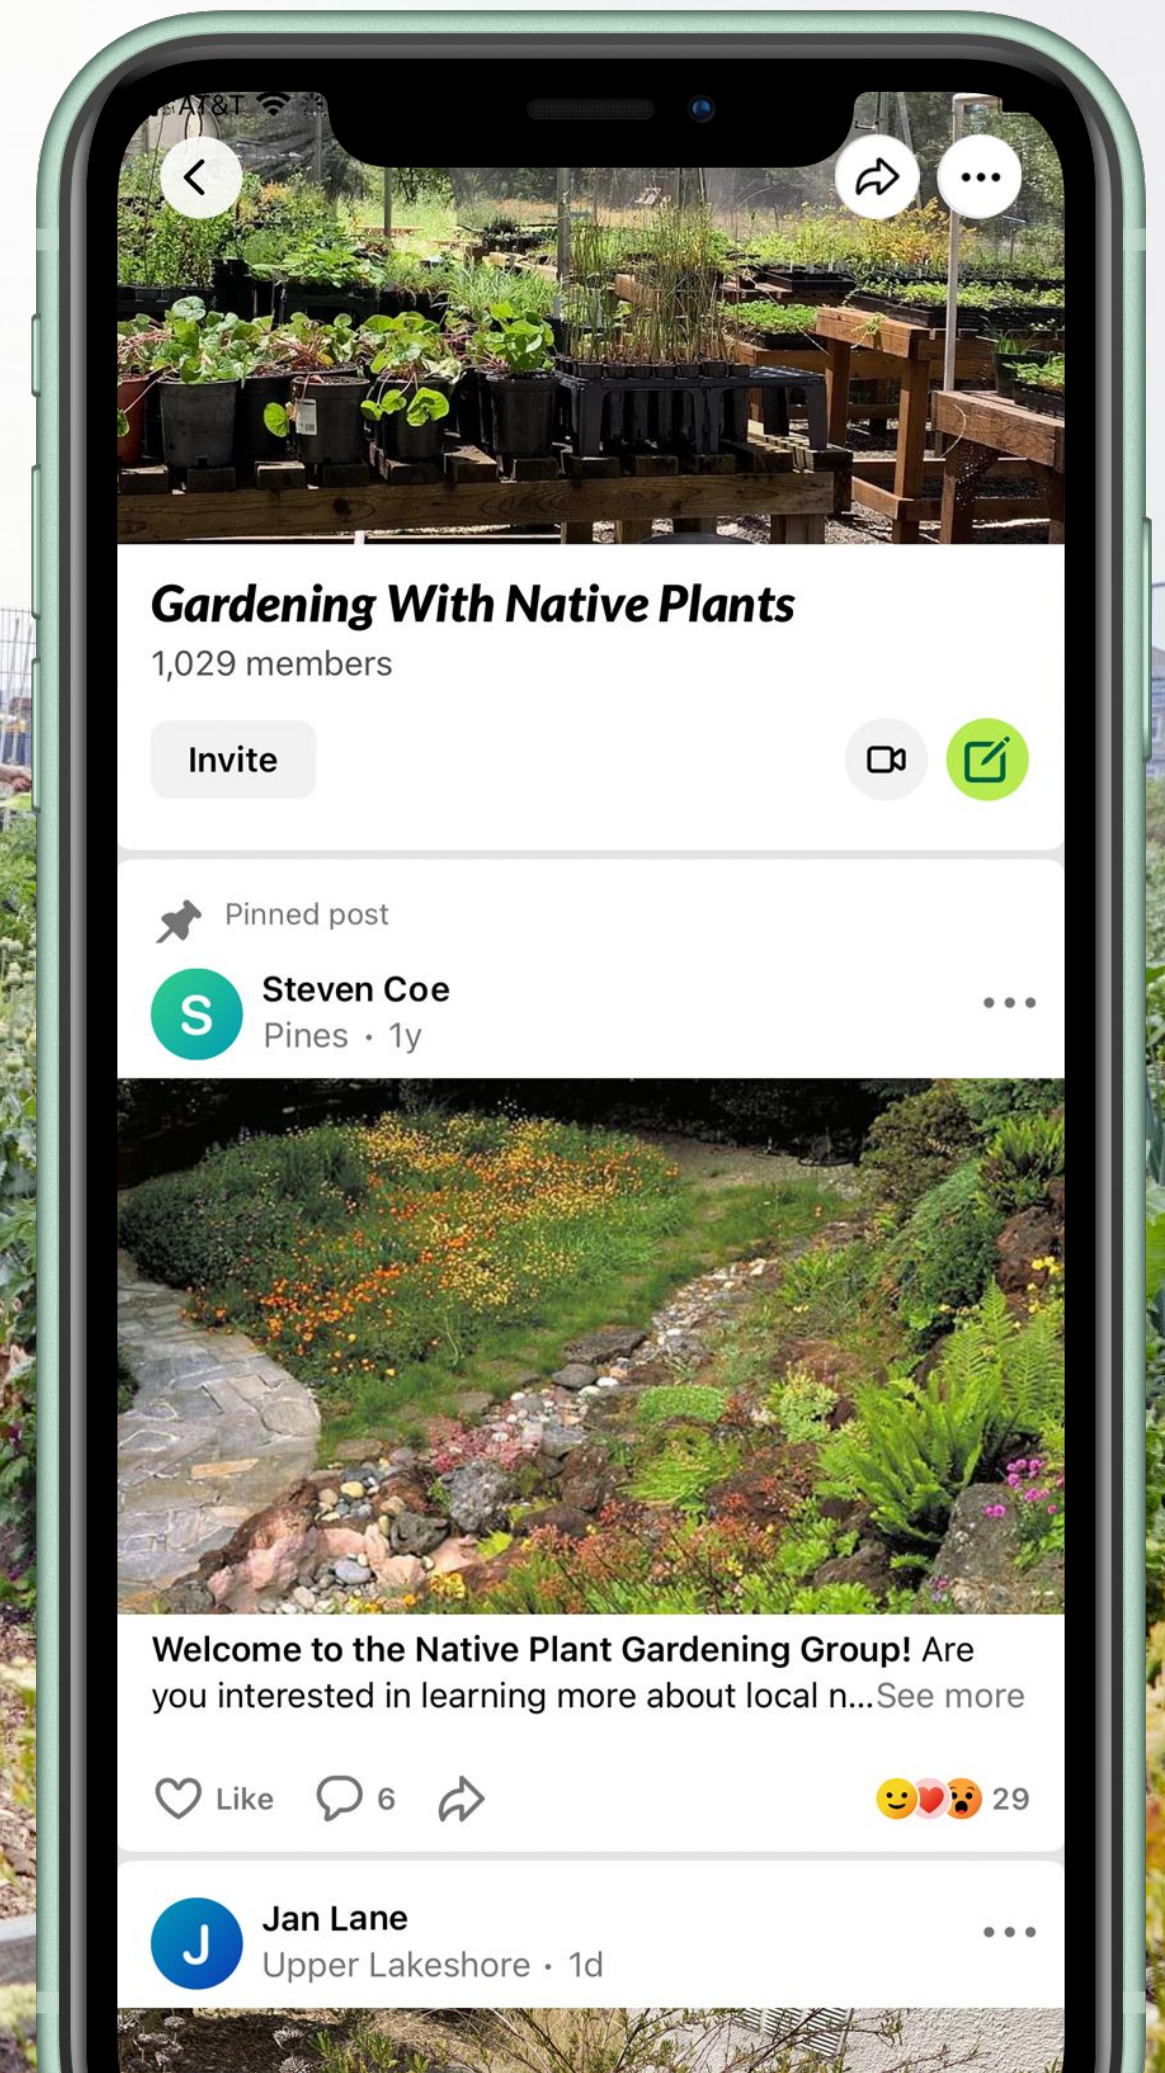 AT&T
Gardening With Native Plants
1,029 members
Invite
Pinned post
S
Steven Coe
Pines · 1y
Welcome to the Native Plant Gardening Group! Are
you interested in learning more about local n...See more
Like 6 29
J
Jan Lane
Upper Lakeshore · 1d